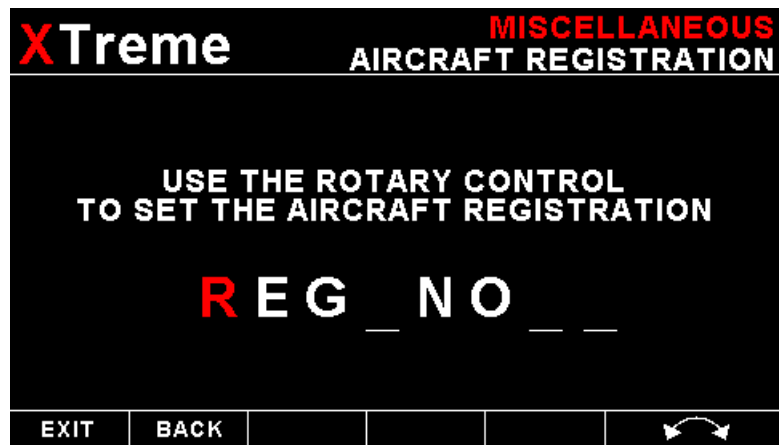 XTreme
MISCELLANEOUS
AIRCRAFT REGISTRATION
USE THE ROTARY CONTROL
TO SET THE AIRCRAFT REGISTRATION
REG_NO__
EXIT BACK